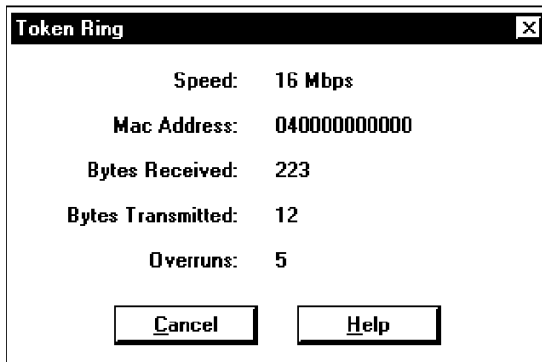 Token Ring
Speed: 16 Mbps
Mac Address: 040000000000
Bytes Received: 223
Bytes Transmitted: 12
Overruns: 5
Cancel Help